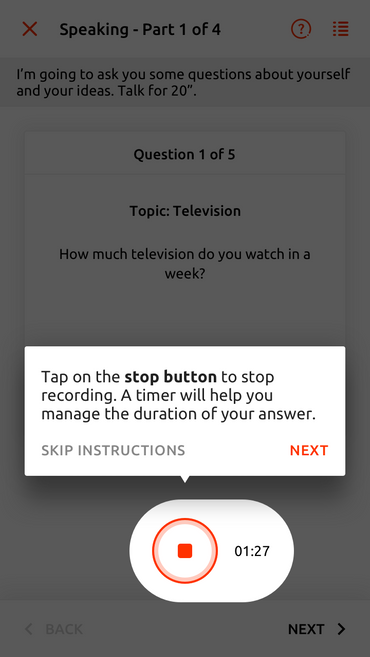 Speaking - Part 1 of 4
?
I'm going to ask you some questions about yourself
and your ideas. Talk for 20”.
Question 1 of 5
Topic: Television
How much television do you watch in a
week?
Tap on the stop button to stop
recording. A timer will help you
manage the duration of your answer.
SKIP INSTRUCTIONS NEXT
01:27
BACK NEXT